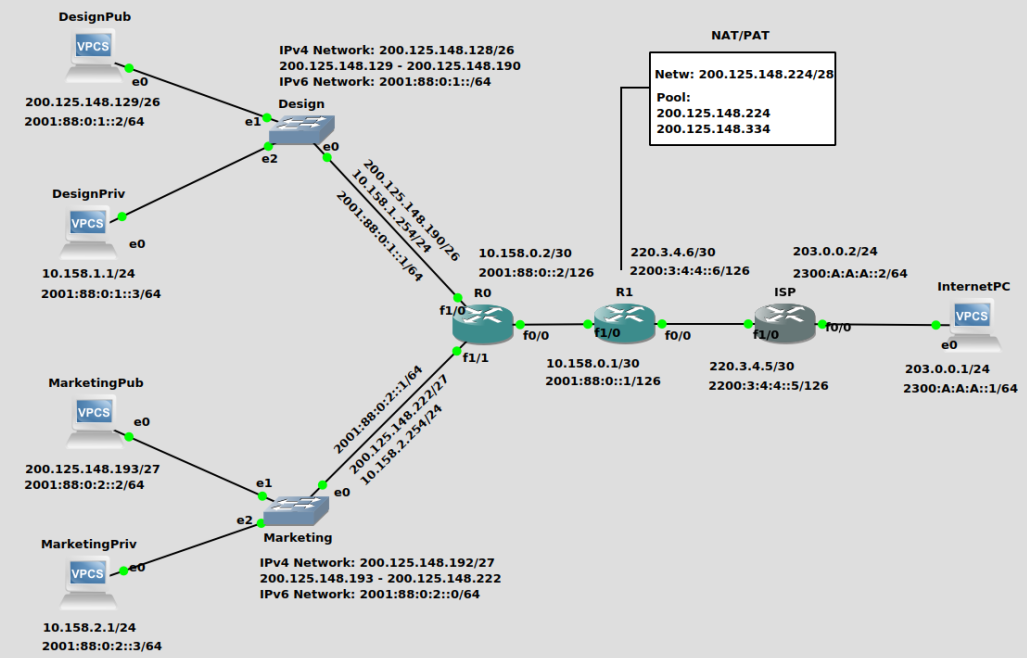 DesignPub
VPCS
e0
200.125.148.129/26
2001:88:0:1::2/64
IPv4 Network: 200.125.148.128/26
200.125.148.129 - 200.125.148.190
IPv6 Network: 2001:88:0:1::/64
Design
e1
e2
e0
DesignPriv
VPCS
e0
10.158.1.1/24
2001:88:0:1::3/64
200.125.148.190/26
10.158.1.254/24
2001:88:0:1::1/64
NAT/PAT
Netw: 200.125.148.224/28
Pool:
200.125.148.224
200.125.148.334
10.158.0.2/30
2001:88:0::2/126
R0
f1/0
f0/0
f1/1
220.3.4.6/30
2200:3:4:4::6/126
R1
f1/0
f0/0
10.158.0.1/30
2001:88:0::1/126
203.0.0.2/24
2300:A:A:A::2/64
ISP
f1/0
f0/0
220.3.4.5/30
2200:3:4:4::5/126
InternetPC
VPCS
e0
203.0.0.1/24
2300:A:A:A::1/64
MarketingPub
VPCS
e0
200.125.148.193/27
2001:88:0:2::2/64
2001:88:0:2::1/64
200.125.148.222/27
10.158.2.254/24
e1
e0
e2
Marketing
IPv4 Network: 200.125.148.192/27
200.125.148.193 - 200.125.148.222
IPv6 Network: 2001:88:0:2::0/64
MarketingPriv
VPCS
e0
10.158.2.1/24
2001:88:0:2::3/64